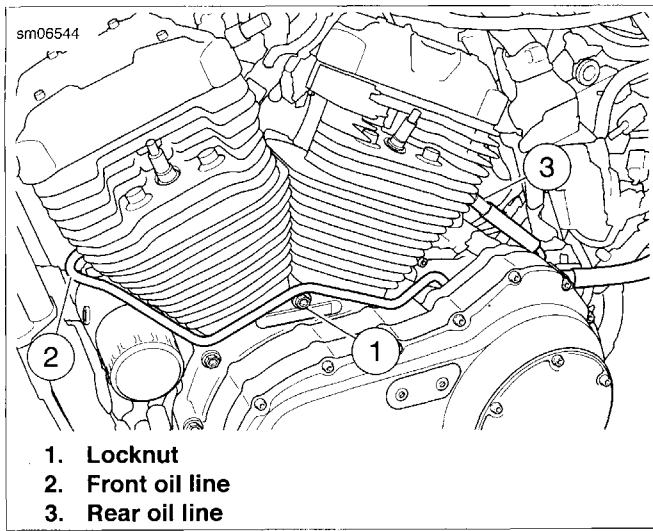 sm06544
3
2
1
1. Locknut
2. Front oil line
3. Rear oil line